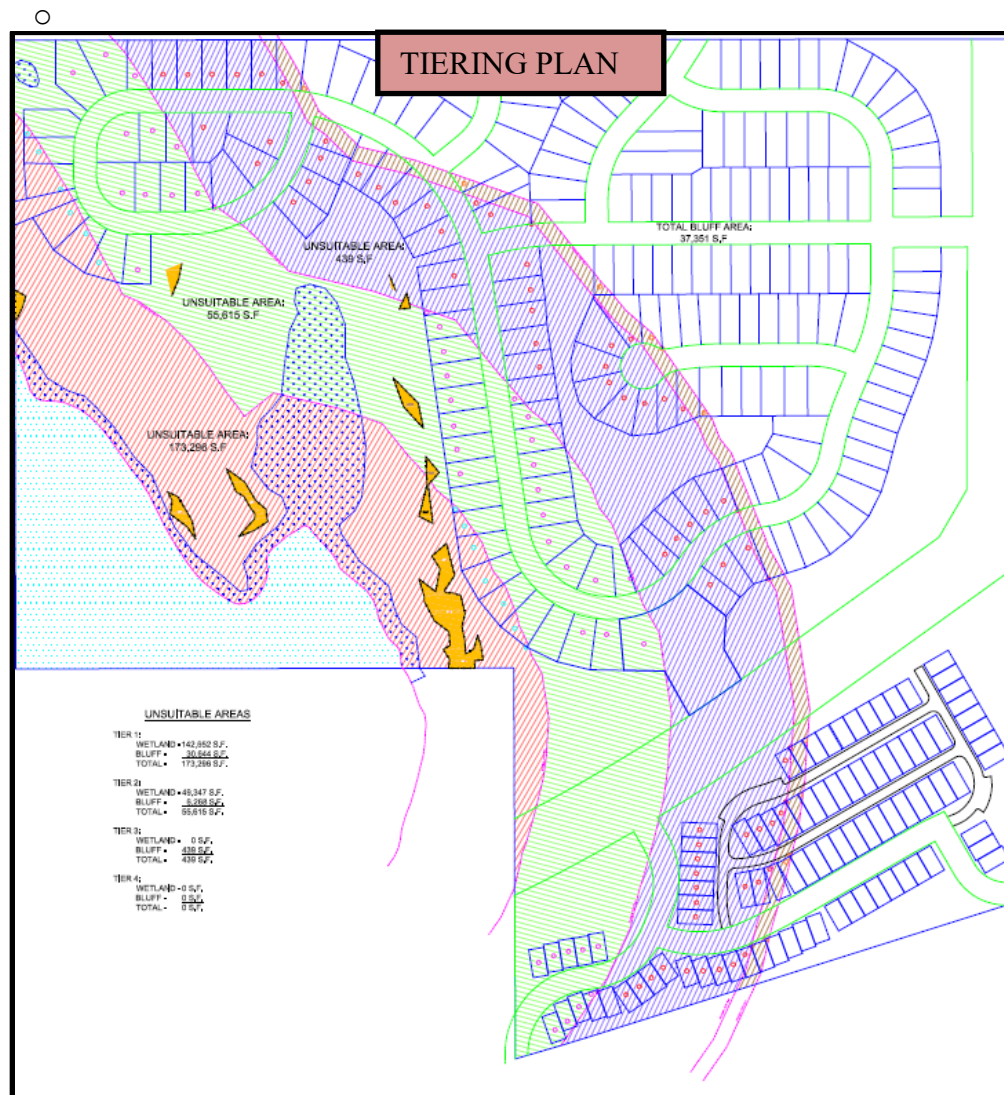 TIERING PLAN
TOTAL BLUFF AREA:
37,351 S.F
UNSUITABLE AREA:
439 S.F
UNSUITABLE AREA:
55,615 S.F
UNSUITABLE AREA:
173,296 S.F
UNSUITABLE AREAS
TIER 1:
WETLAND = 142,652 S.F.
BLUFF = 30,644 S.F.
TOTAL = 173,296 S.F.
TIER 2:
WETLAND = 49,347 S.F.
BLUFF = 6,268 S.F.
TOTAL = 55,615 S.F.
TIER 3:
WETLAND = 0 S.F.
BLUFF = 439 S.F.
TOTAL = 439 S.F.
TIER 4:
WETLAND - 0 S.F.
BLUFF - 0 S.F.
TOTAL - 0 S.F.